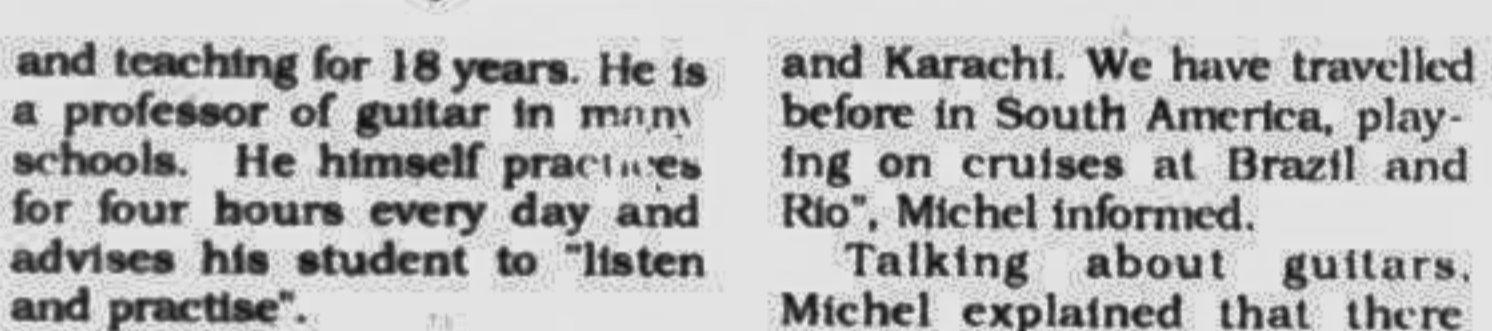 and teaching for 18 years. He is
a professor of guitar in many
schools. He himself practises
for four hours every day and
advises his student to "listen
and practise".
and Karachi. We have travelled
before in South America, play-
ing on cruises at Brazil and
Rio", Michel informed.
Talking about guitars,
Michel explained that there